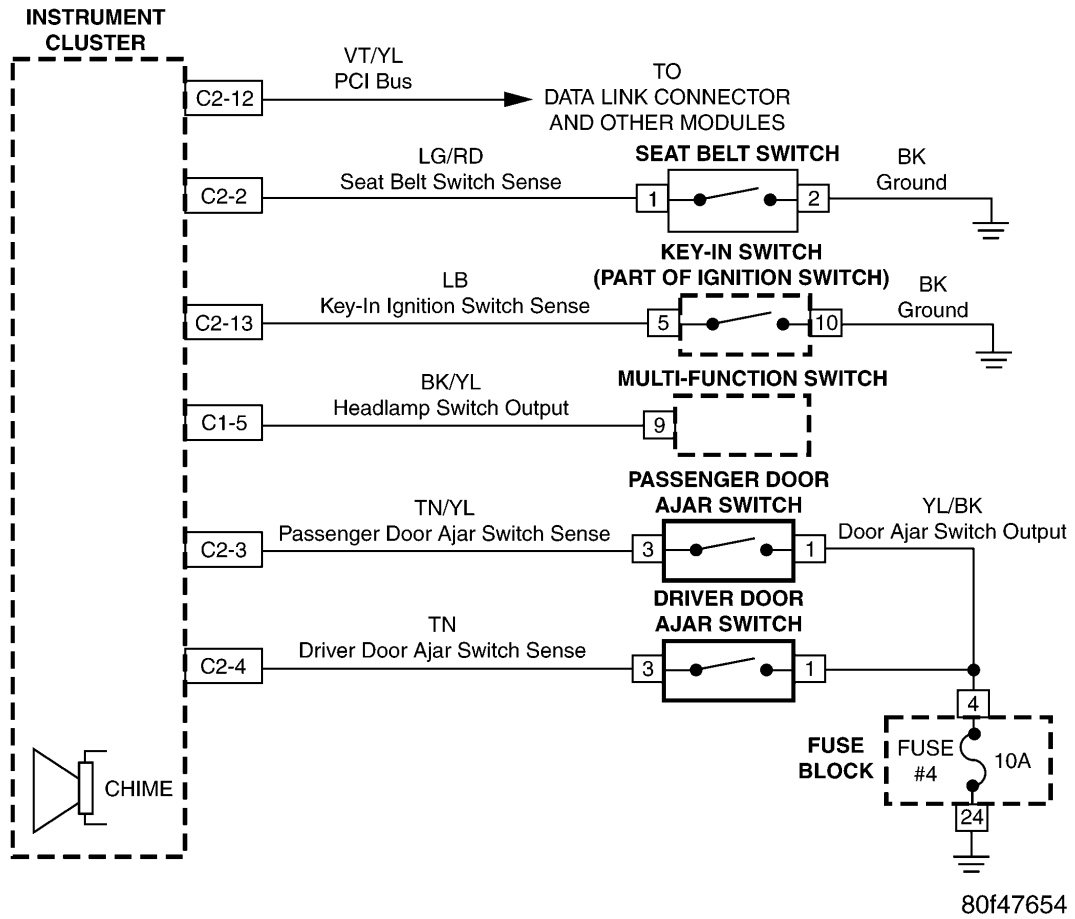 INSTRUMENT
CLUSTER
C2-12
VT/YL
PCI Bus
TO
DATA LINK CONNECTOR
AND OTHER MODULES
C2-2
LG/RD
Seat Belt Switch Sense
SEAT BELT SWITCH
1
2
BK
Ground
C2-13
LB
Key-In Ignition Switch Sense
KEY-IN SWITCH
(PART OF IGNITION SWITCH)
5
10
BK
Ground
C1-5
BK/YL
Headlamp Switch Output
MULTI-FUNCTION SWITCH
9
C2-3
TN/YL
Passenger Door Ajar Switch Sense
PASSENGER DOOR
AJAR SWITCH
3
1
YL/BK
Door Ajar Switch Output
C2-4
TN
Driver Door Ajar Switch Sense
DRIVER DOOR
AJAR SWITCH
3
1
4
FUSE
BLOCK
FUSE
#4
10A
24
CHIME
80f47654